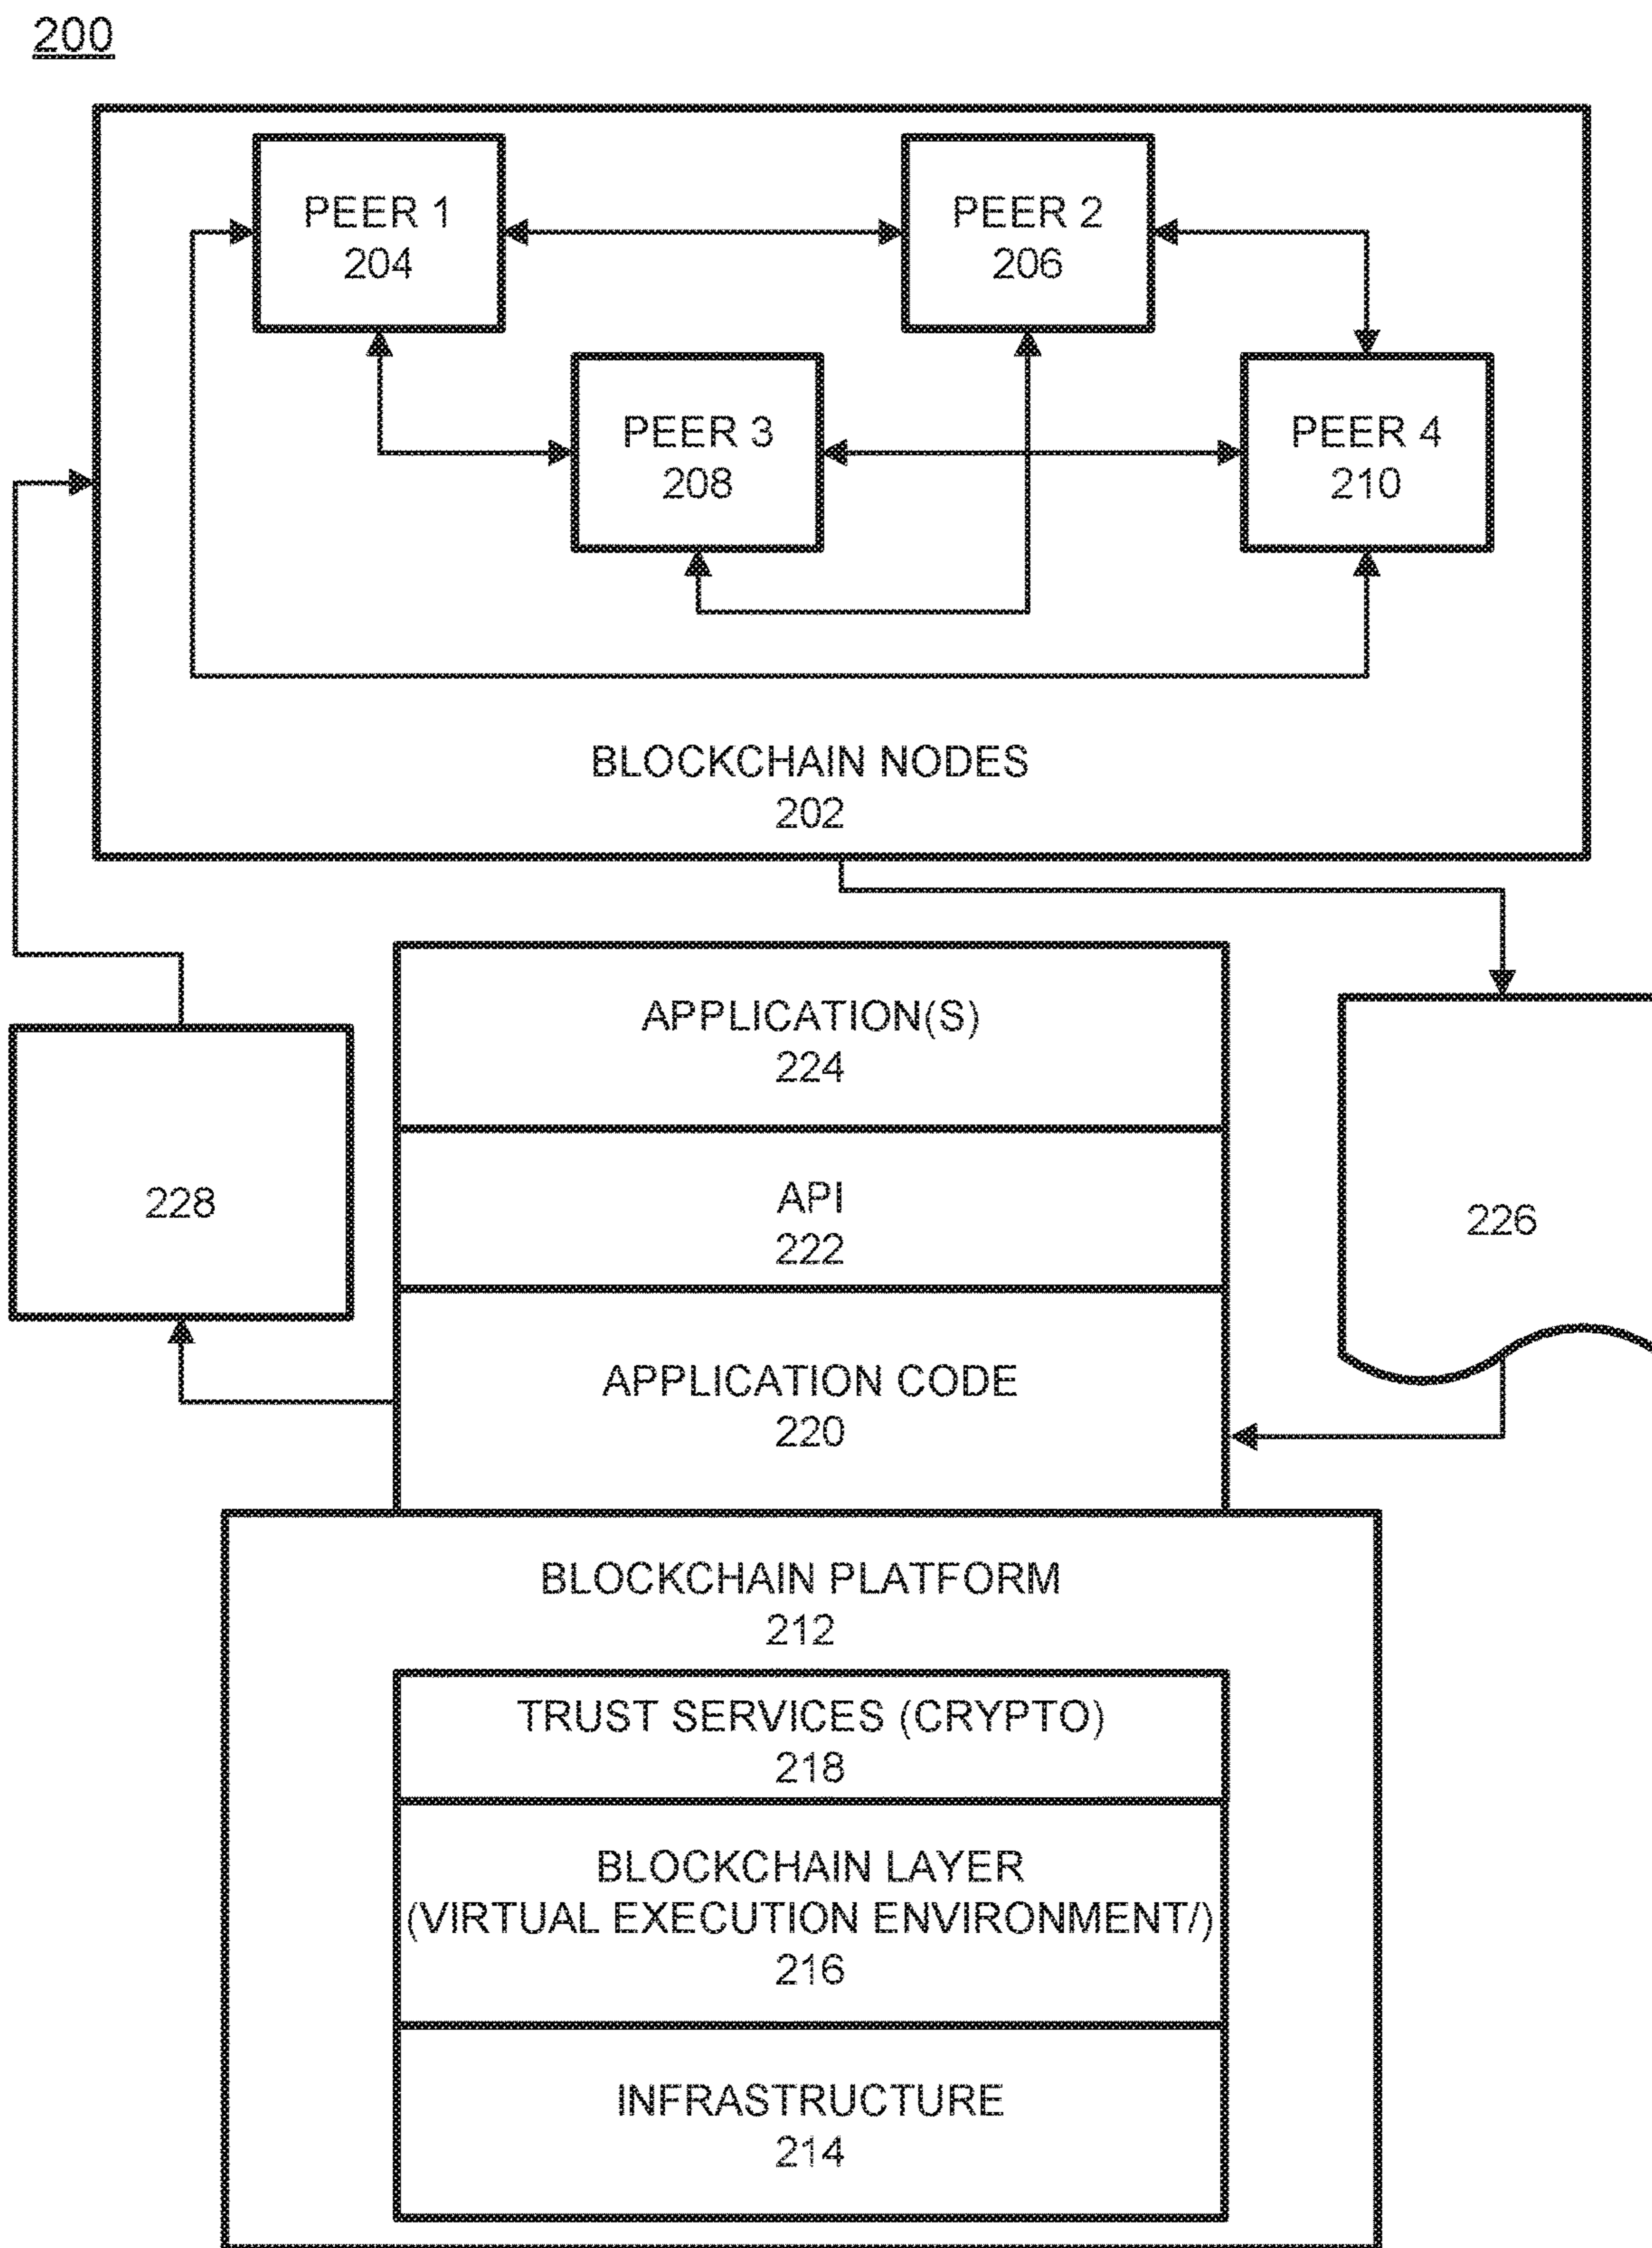 200
PEER 1
204
PEER 2
206
PEER 3
208
PEER 4
210
BLOCKCHAIN NODES
202
APPLICATION(S)
224
API
222
228
226
APPLICATION CODE
220
BLOCKCHAIN PLATFORM
212
TRUST SERVICES (CRYPTO)
218
BLOCKCHAIN LAYER
(VIRTUAL EXECUTION ENVIRONMENT/)
216
INFRASTRUCTURE
214